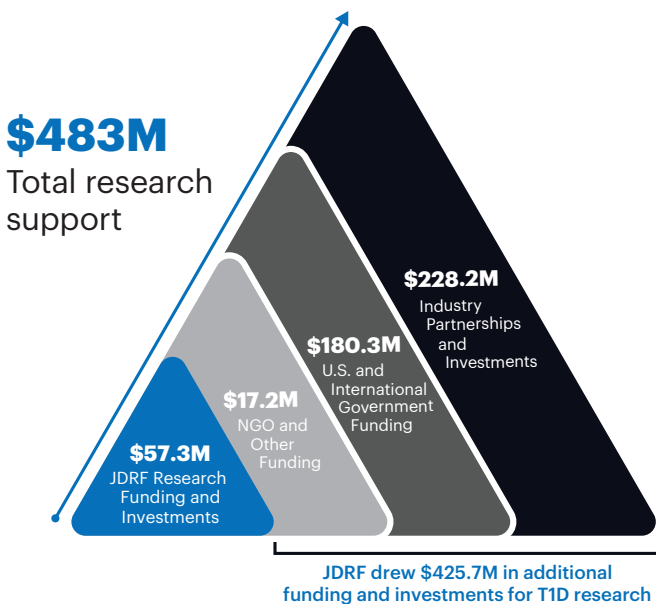 $483M
Total research
support
$228.2M
Industry
Partnerships
and
Investments
$180.3M
U.S. and
International
Government
Funding
$17.2M
NGO and
Other
Funding
$57.3M
JDRF Research
Funding and
Investments
JDRF drew $425.7M in additional
funding and investments for T1D research